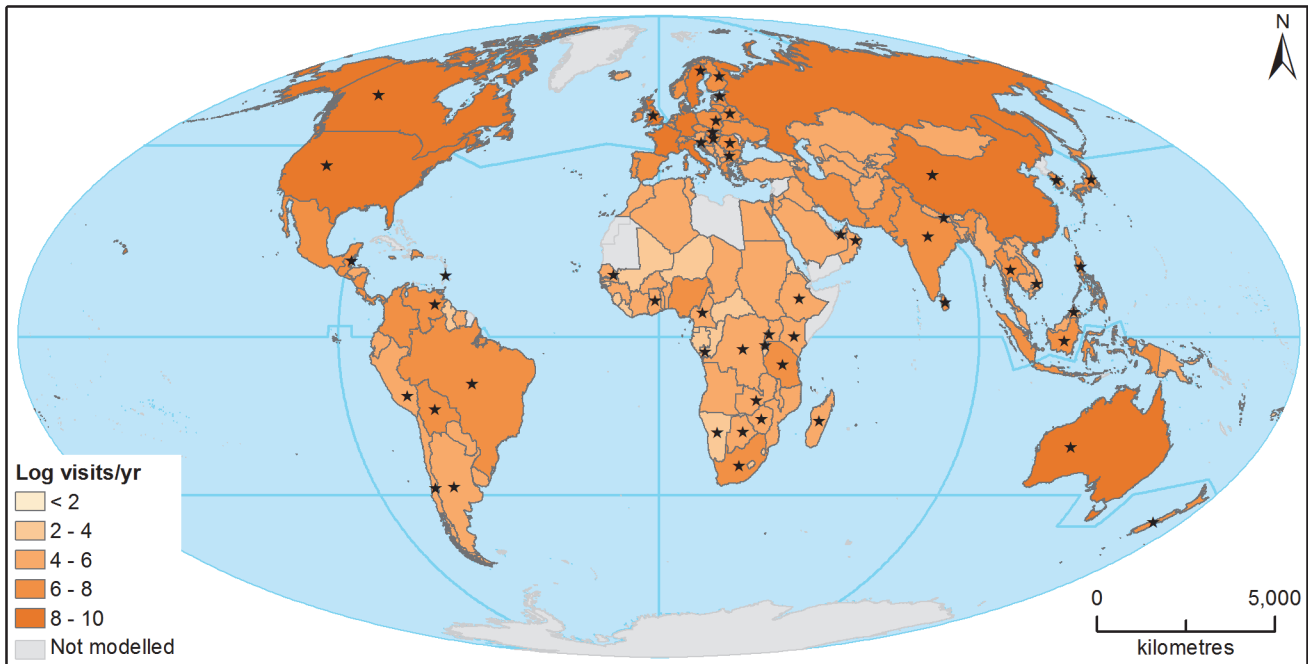 N
Log visits/yr
< 2
2 - 4
4 - 6
6 - 8
8 - 10
Not modelled
0 5,000
kilometres